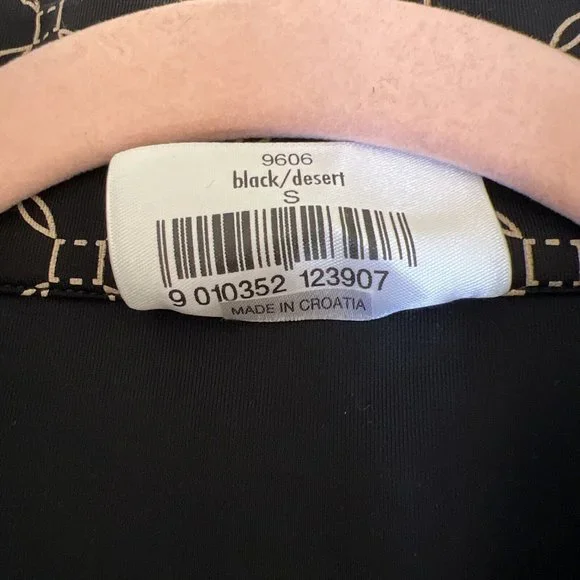 9606
black/desert
S
9 010352 123907
MADE IN CROATIA